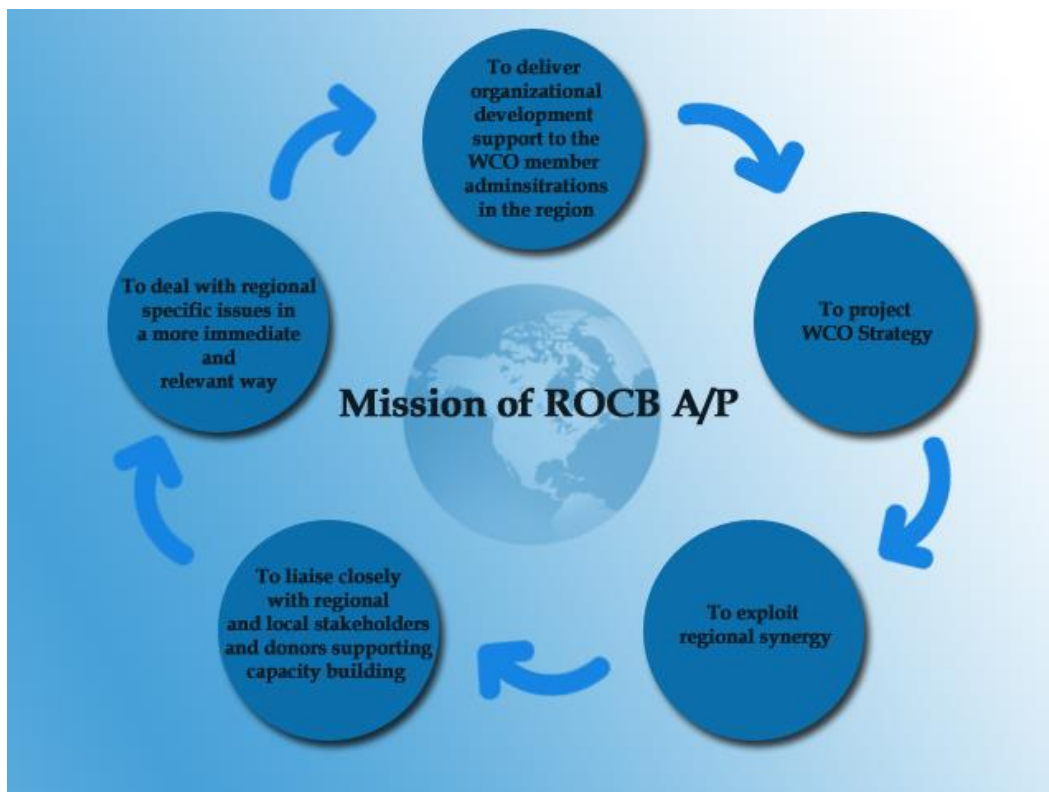 To deliver
organizational
development
support to the
WCO member
adminsitrations
in the region
To project
WCO Strategy
To exploit
regional synergy
To liaise closely
with regional
and local stakeholders
and donors supporting
capacity building
To deal with regional
specific issues in
a more immediate
and
relevant way
Mission of ROCB A/P